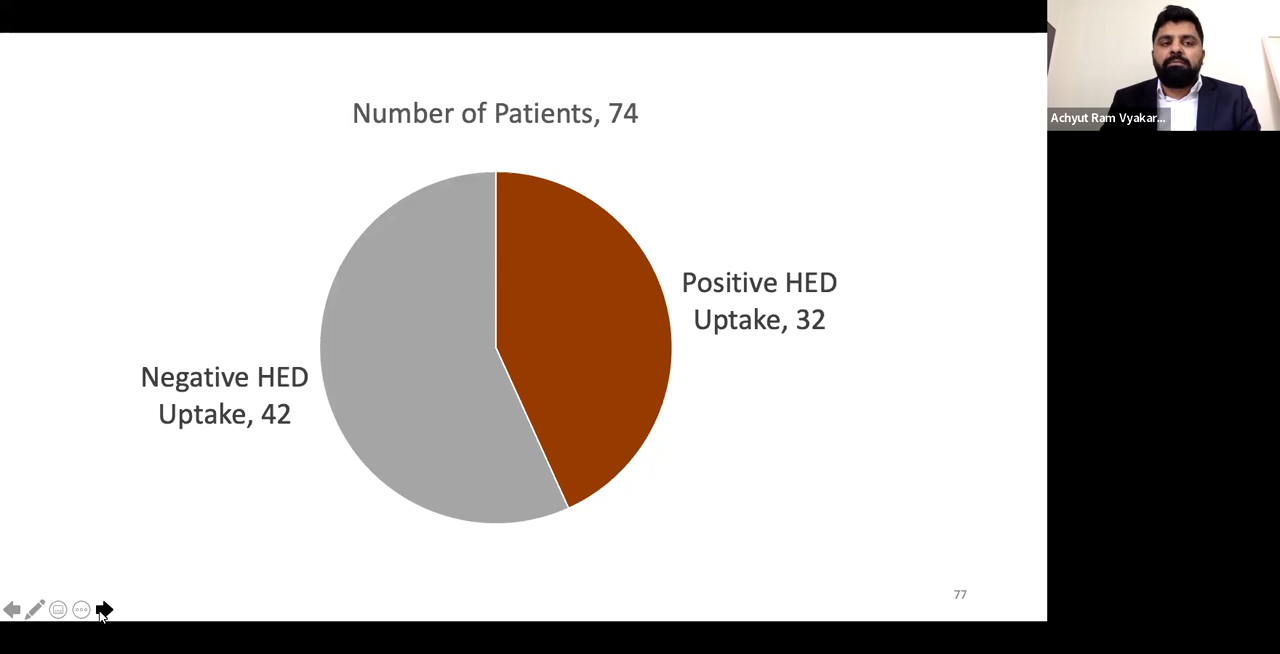 Number of Patients, 74
Positive HED
Uptake, 32
Negative HED
Uptake, 42
77
Achyut Ram Vyakar...